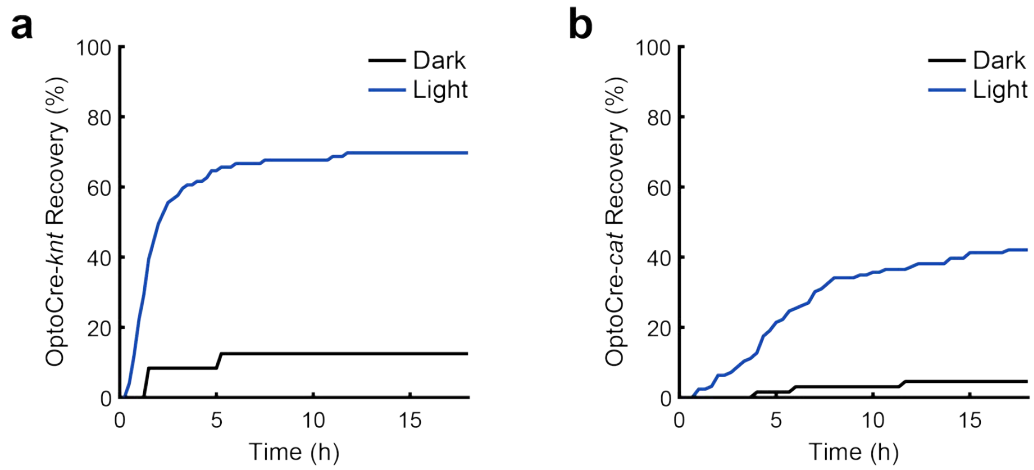 a
OptoCre-knt Recovery (%)
100
80
60
40
20
0
0 5 10 15
Time (h)
Dark
Light
b
OptoCre-cat Recovery (%)
100
80
60
40
20
0
0 5 10 15
Time (h)
Dark
Light